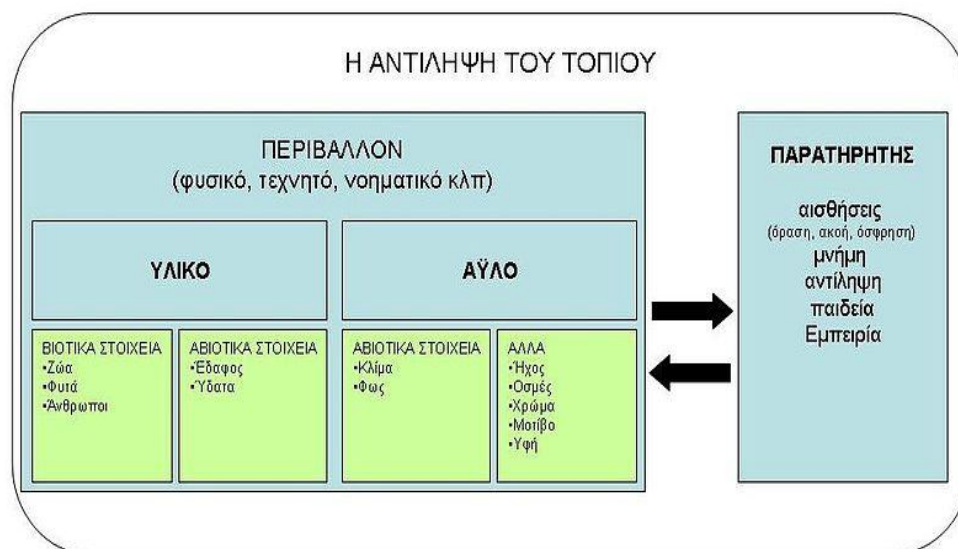 Η ΑΝΤΙΛΗΨΗ ΤΟΥ ΤΟΠΙΟΥ
ΠΕΡΙΒΑΛΛΟΝ
(φυσικό, τεχνητό, νοηματικό κλπ)
ΥΛΙΚΟ
ΑΫΛΟ
ΒΙΟΤΙΚΑ ΣΤΟΙΧΕΙΑ
•Ζώα
•Φυτά
•Άνθρωποι
ΑΒΙΟΤΙΚΑ ΣΤΟΙΧΕΙΑ
•Έδαφος
•Ύδατα
ΑΒΙΟΤΙΚΑ ΣΤΟΙΧΕΙΑ
•Κλίμα
•Φως
ΑΛΛΑ
•Ήχος
•Οσμές
•Χρώμα
•Μοτίβο
•Υφή
ΠΑΡΑΤΗΡΗΤΗΣ
αισθήσεις
(όραση, ακοή, όσφρηση)
μνήμη
αντίληψη
παιδεία
Εμπειρία